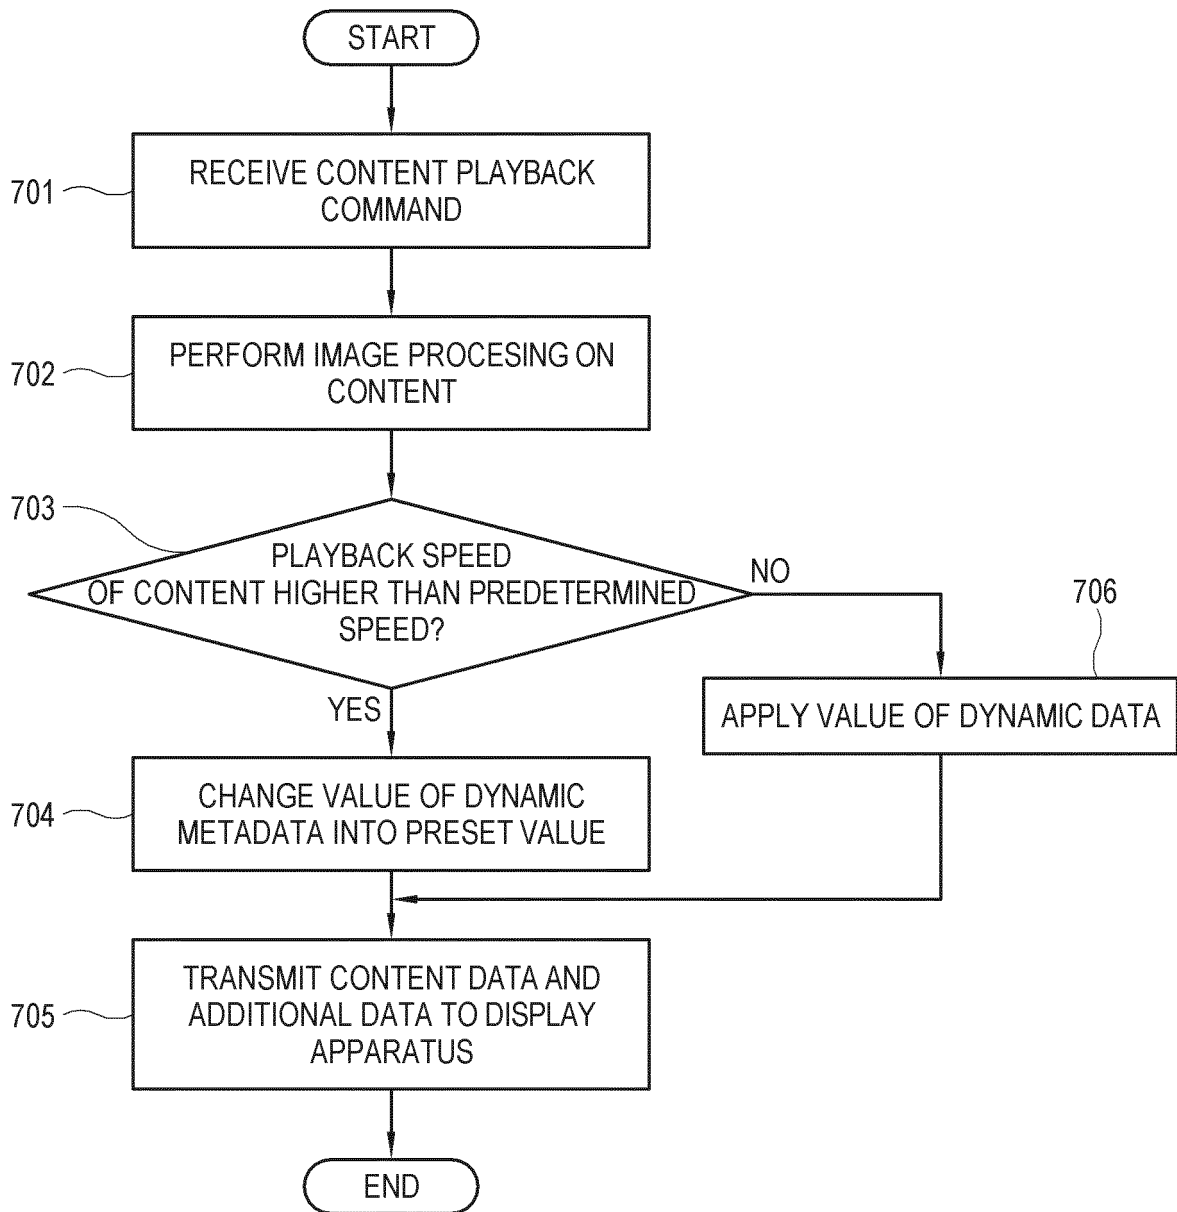 START
701
RECEIVE CONTENT PLAYBACK
COMMAND
702
PERFORM IMAGE PROCESING ON
CONTENT
703
PLAYBACK SPEED
OF CONTENT HIGHER THAN PREDETERMINED
SPEED?
NO
706
YES
APPLY VALUE OF DYNAMIC DATA
704
CHANGE VALUE OF DYNAMIC
METADATA INTO PRESET VALUE
705
TRANSMIT CONTENT DATA AND
ADDITIONAL DATA TO DISPLAY
APPARATUS
END